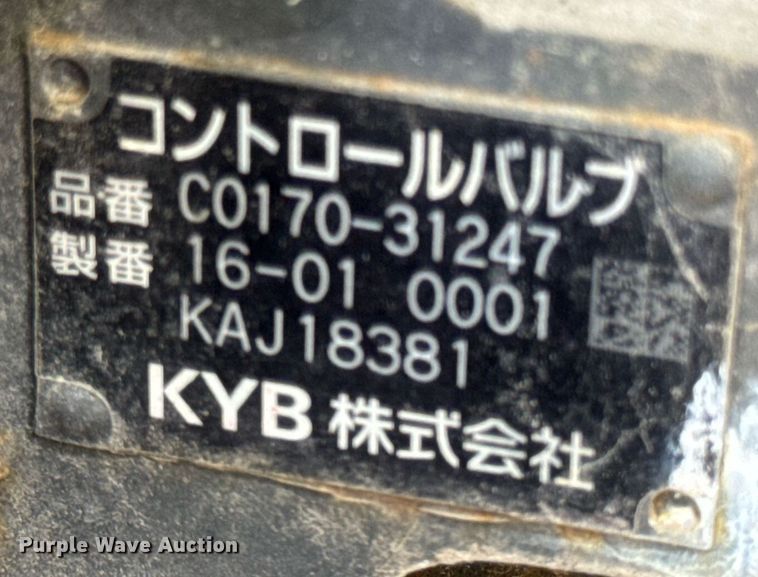 コントロールバルブ
品番 C0170-31247
製番 16-01 0001
KAJ18381
KYB 株式会社
Purple Wave Auction